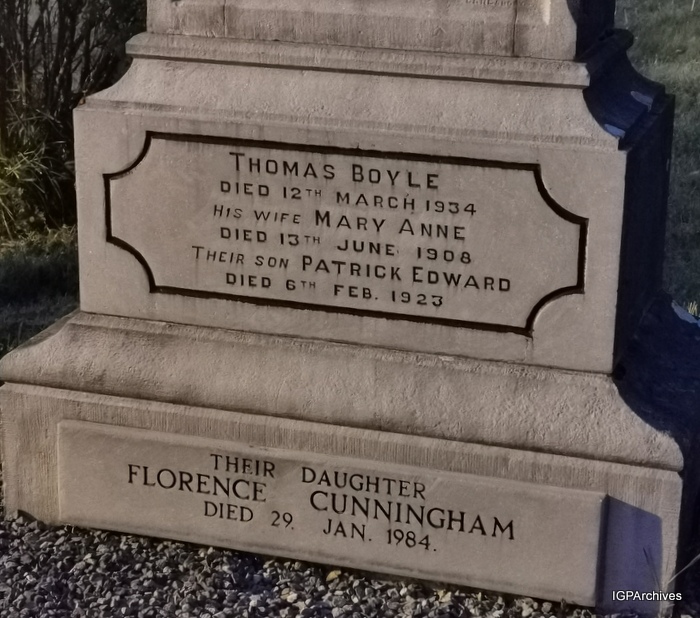 THOMAS BOYLE
DIED 12TH MARCH 1934
HIS WIFE MARY ANNE
DIED 13TH JUNE 1908
THEIR SON PATRICK EDWARD
DIED 6TH FEB. 1923
THEIR DAUGHTER
FLORENCE CUNNINGHAM
DIED 29. JAN. 1984.
IGPArchives